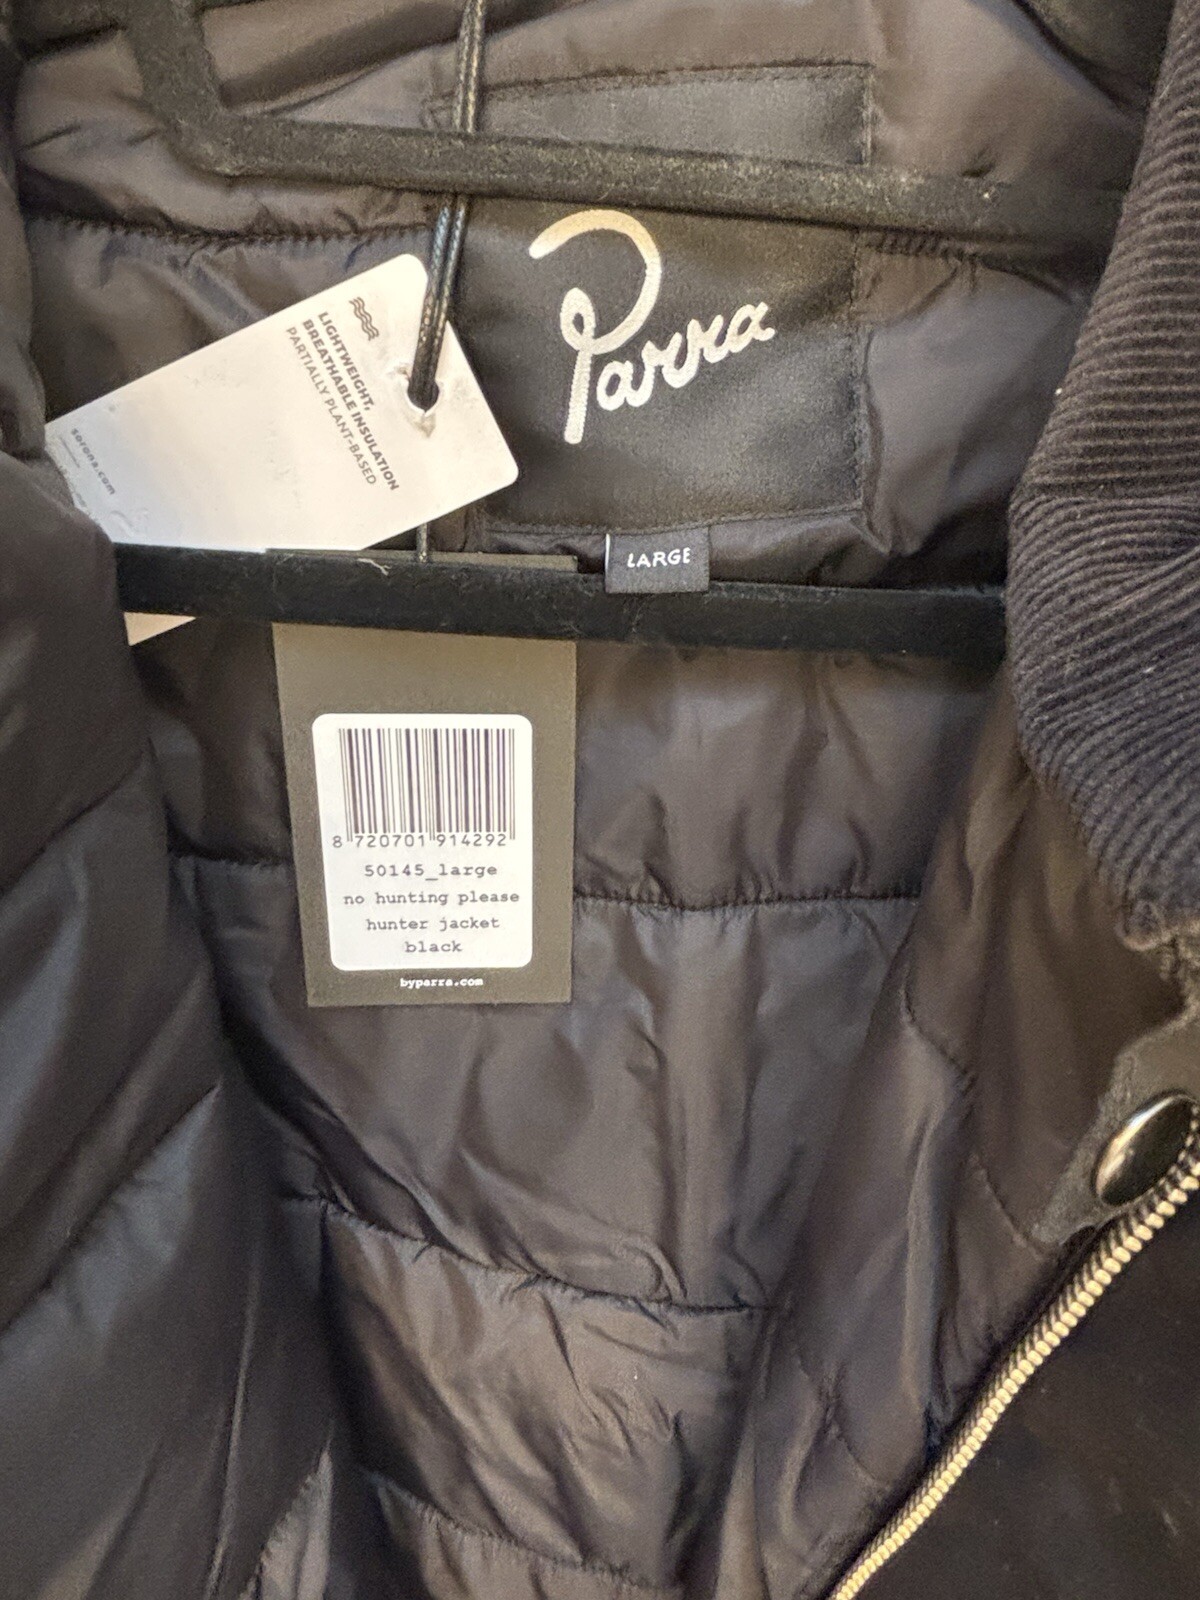 Parra
LIGHTWEIGHT,
BREATHABLE INSULATION
PARTIALLY PLANT-BASED
sorona.com
LARGE
8 720701 914292
50145_large
no hunting please
hunter jacket
black
byparra.com